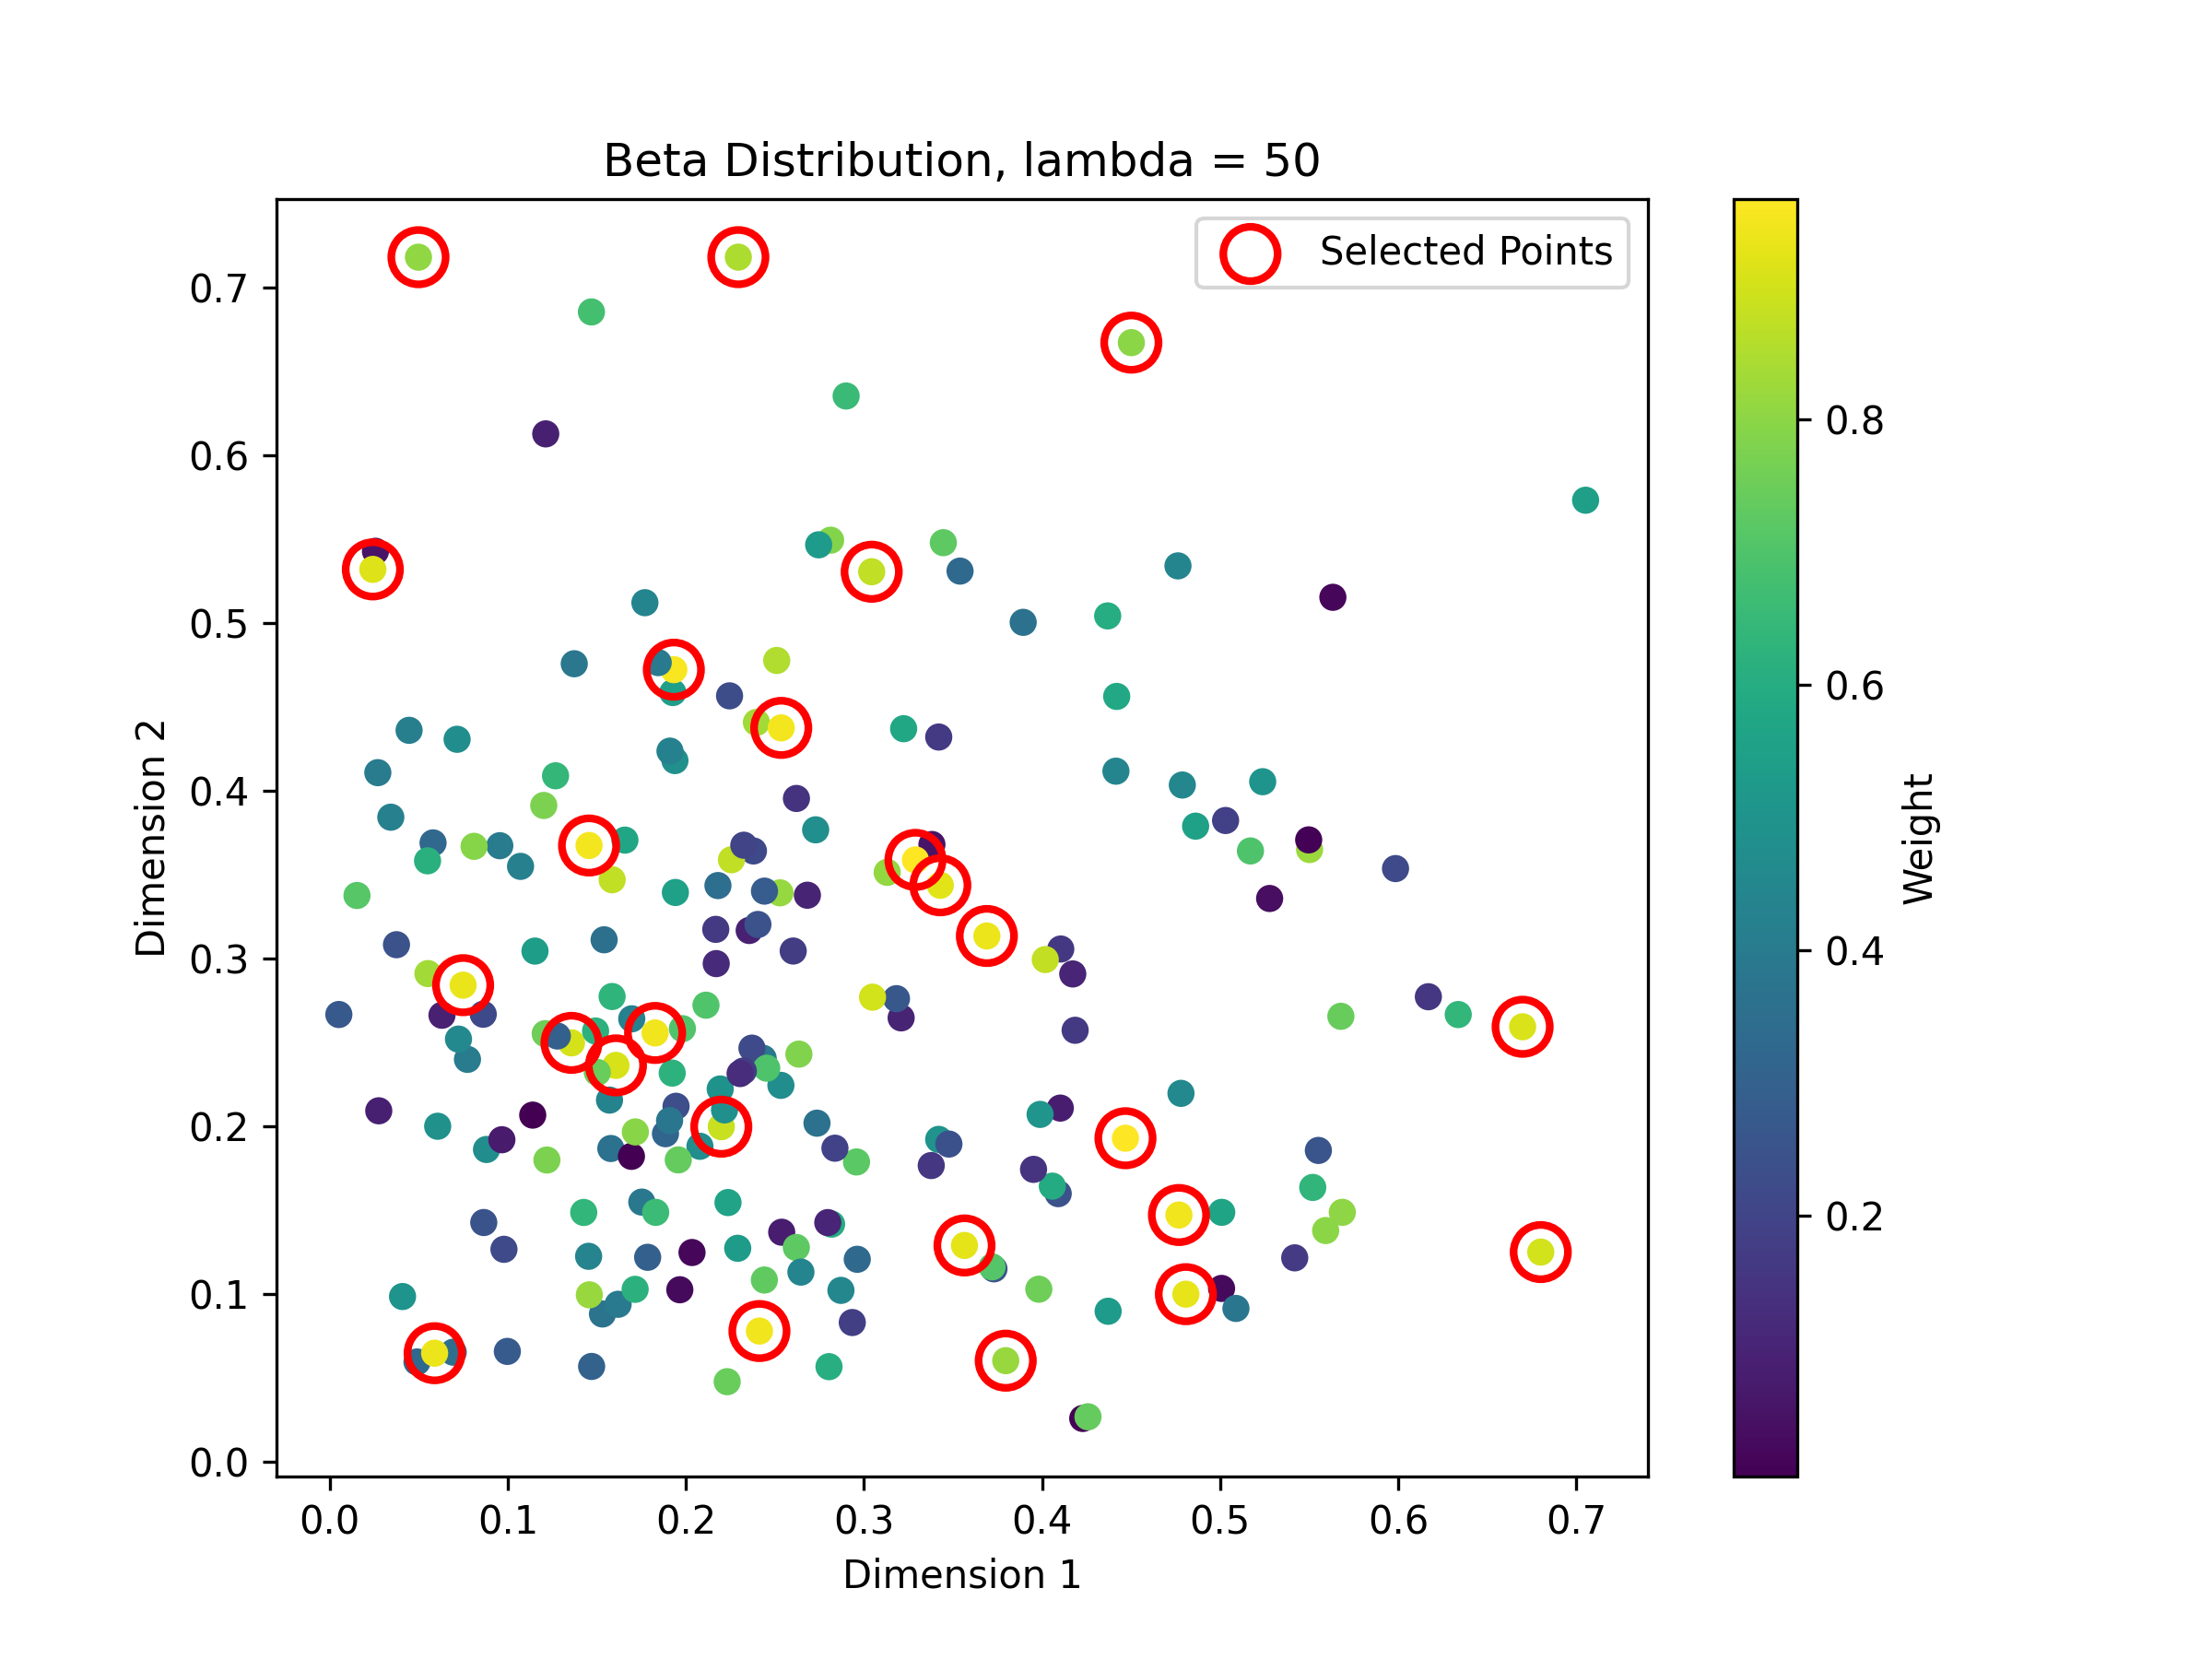 Beta Distribution, lambda = 50
Selected Points
0.7
0.6
0.5
0.4
0.3
0.2
0.1
0.0
Dimension 2
0.0 0.1 0.2 0.3 0.4 0.5 0.6 0.7
Dimension 1
0.8
0.6
0.4
0.2
Weight